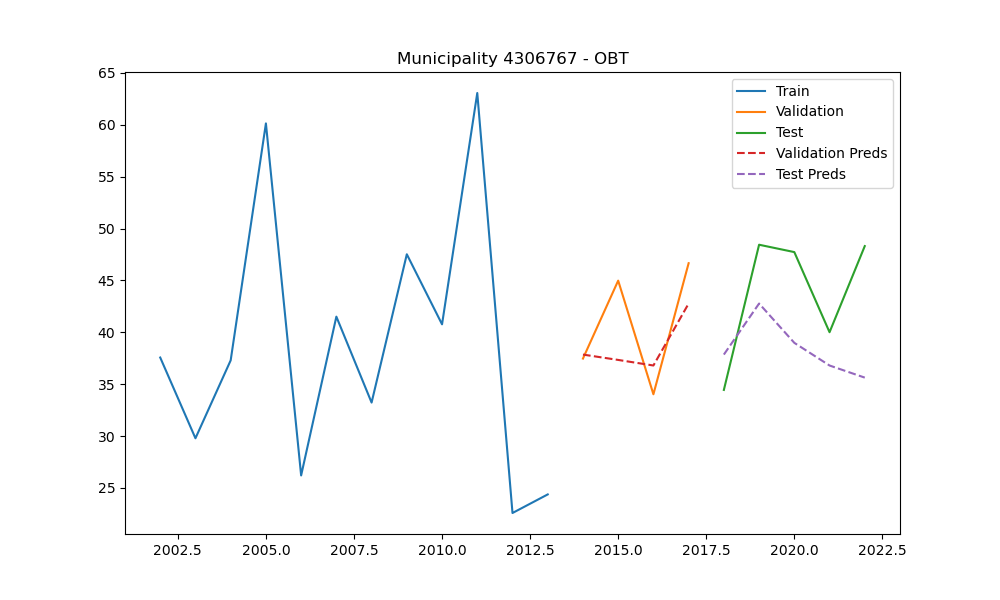 Municipality 4306767 - OBT
65
60
55
50
45
40
35
30
25
2002.5 2005.0 2007.5 2010.0 2012.5 2015.0 2017.5 2020.0 2022.5
Train
Validation
Test
Validation Preds
Test Preds